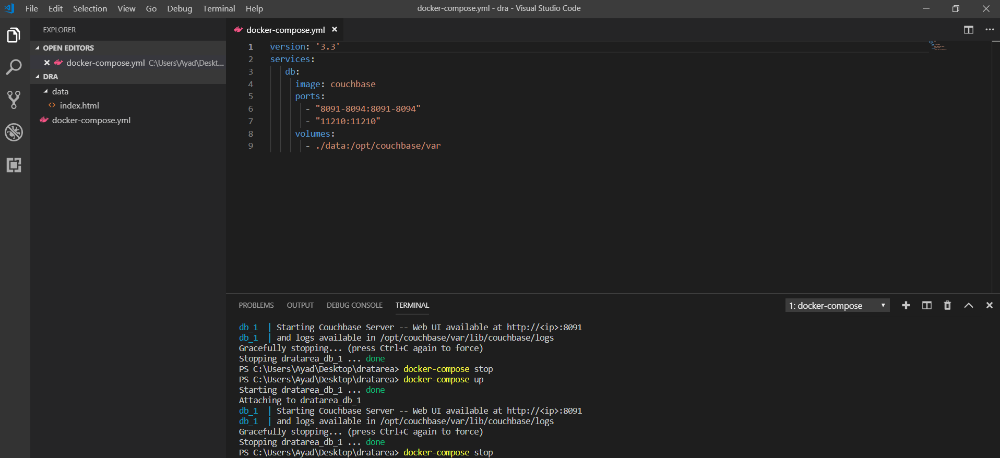 File Edit Selection View Go Debug Terminal Help
docker-compose.yml - dra - Visual Studio Code
EXPLORER
OPEN EDITORS
docker-compose.yml C:\Users\Ayad\Deskt...
DRA
data
index.html
docker-compose.yml
docker-compose.yml
1 version: '3.3'
2 services:
3 db:
4 image: couchbase
5 ports:
6 - "8091-8094:8091-8094"
7 - "11210:11210"
8 volumes:
9 - ./data:/opt/couchbase/var
PROBLEMS OUTPUT DEBUG CONSOLE TERMINAL
1: docker-compose
db_1 | Starting Couchbase Server -- Web UI available at http://<ip>:8091
db_1 | and logs available in /opt/couchbase/var/lib/couchbase/logs
Gracefully stopping... (press Ctrl+C again to force)
Stopping dratarea_db_1 ... done
PS C:\Users\Ayad\Desktop\dratarea> docker-compose stop
PS C:\Users\Ayad\Desktop\dratarea> docker-compose up
Starting dratarea_db_1 ... done
Attaching to dratarea_db_1
db_1 | Starting Couchbase Server -- Web UI available at http://<ip>:8091
db_1 | and logs available in /opt/couchbase/var/lib/couchbase/logs
Gracefully stopping... (press Ctrl+C again to force)
Stopping dratarea_db_1 ... done
PS C:\Users\Ayad\Desktop\dratarea> docker-compose stop